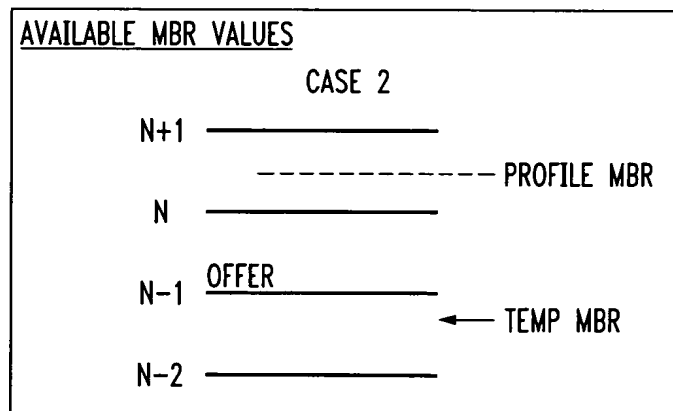 AVAILABLE MBR VALUES
CASE 2
N+1
PROFILE MBR
N
OFFER
N-1
TEMP MBR
N-2